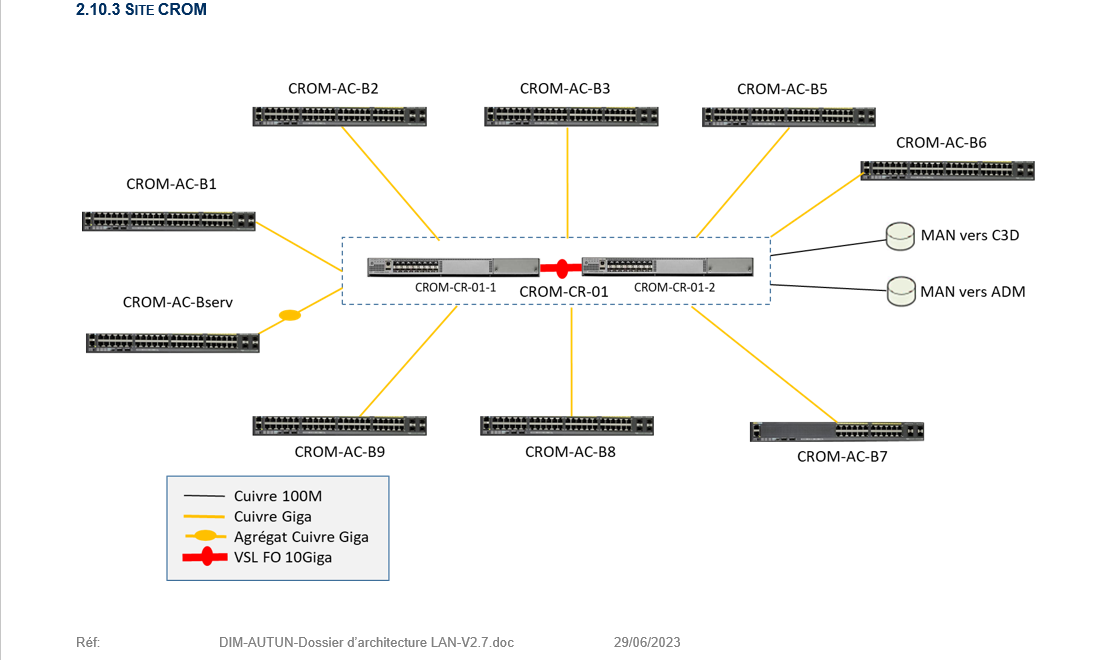 2.10.3 SITE CROM
CROM-AC-B2
CROM-AC-B3
CROM-AC-B5
CROM-AC-B6
CROM-AC-B1
MAN vers C3D
CROM-CR-01-1
CROM-CR-01
CROM-CR-01-2
MAN vers ADM
CROM-AC-Bserv
CROM-AC-B9
CROM-AC-B8
CROM-AC-B7
Cuivre 100M
Cuivre Giga
Agrégat Cuivre Giga
VSL FO 10Giga
Réf: DIM-AUTUN-Dossier d'architecture LAN-V2.7.doc 29/06/2023